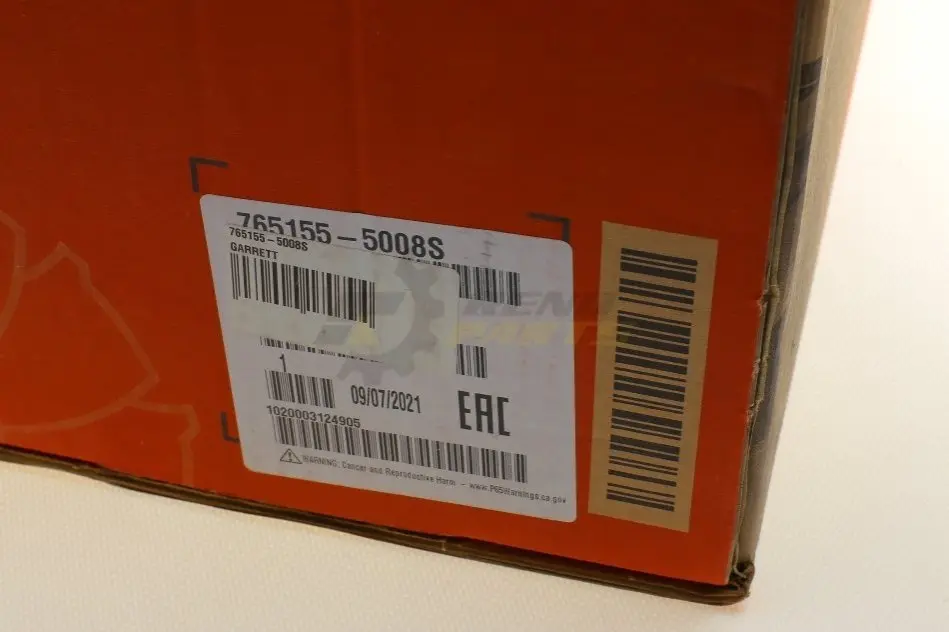 765155-5008S
765155-5008S
GARRETT
1
09/07/2021
EAC
1020003124905
WARNING: Cancer and Reproductive Harm - www.P65Warnings.ca.gov
PARTS